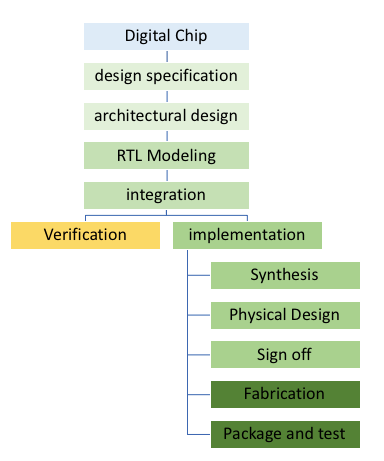 Digital Chip
design specification
architectural design
RTL Modeling
integration
Verification
implementation
Synthesis
Physical Design
Sign off
Fabrication
Package and test